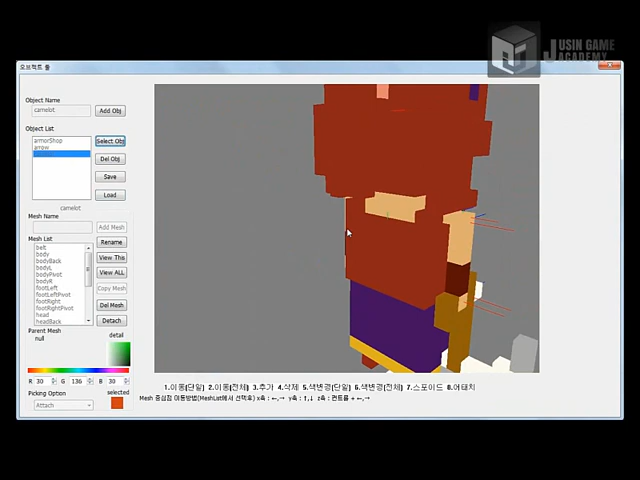 JUSIN GAME
ACADEMY
오브젝트 툴
Object Name
camelot
Add Obj
Object List
armorShop
arrow
Select Obj
Del Obj
Save
Load
camelot
Mesh Name
Add Mesh
Mesh List
Rename
belt
body
bodyBack
bodyL
bodyPivot
bodyR
footLeft
footLeftPivot
footRight
footRightPivot
head
headBack
View This
View ALL
Copy Mesh
Del Mesh
Detach
Parent Mesh
null
detail
R 30 G 136 B 30
Picking Option
selected
Attach
1.이동(단일) 2.이동(전체) 3.추가 4.삭제 5.색변경(단일) 6.색변경(전체) 7.스포이드 8.어태치
Mesh 중심점 이동방법(MeshList에서 선택후) x축 : ←,→ y축 : ↑,↓ z축 : 컨트롤 + ←,→